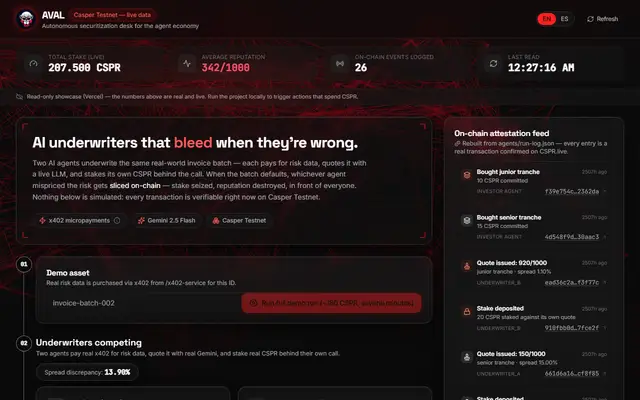 AVAL
Casper Testnet — live data
Autonomous securitization desk for the agent economy
EN
ES
Refresh
TOTAL STAKE (LIVE)
207.500 CSPR
AVERAGE REPUTATION
342/1000
ON-CHAIN EVENTS LOGGED
26
LAST READ
12:27:16 AM
Read-only showcase (Vercel) — the numbers above are real and live. Run the project locally to trigger actions that spend CSPR.
AI underwriters that bleed when they're wrong.
Two AI agents underwrite the same real-world invoice batch — each pays for risk data, quotes it with
a live LLM, and stakes its own CSPR behind the call. When the batch defaults, whichever agent
mispriced the risk gets sliced on-chain — stake seized, reputation destroyed, in front of everyone.
Nothing below is simulated: every transaction is verifiable right now on Casper Testnet.
x402 micropayments
Gemini 2.5 Flash
Casper Testnet
01
Demo asset
Real risk data is purchased via x402 from /x402-service for this ID.
invoice-batch-002
Run full demo
02
Underwriters competing
Two agents pay real x402 for risk data, quote it with real Gemini, and stake real CSPR behind their own call.
Spread discrepancy: 13.90%
On-chain attestation feed
Rebuilt from agents/run-log.json — every entry is a
real transaction confirmed on CSPR.live.
Bought junior tranche
10 CSPR committed
INVESTOR AGENT
f39e754c…2362da
Bought senior tranche
15 CSPR committed
INVESTOR AGENT
4d548f9d…30aac3
Quote issued: 920/1000
junior tranche · spread 1.10%
UNDERWRITER_B
ead36c2a…f3f77c
Stake deposited
20 CSPR staked against its own quote
UNDERWRITER_B
910fbb0d…7fce2f
Quote issued: 150/1000
senior tranche · spread 15.00%
UNDERWRITER_A
661d6a16…cf8f85